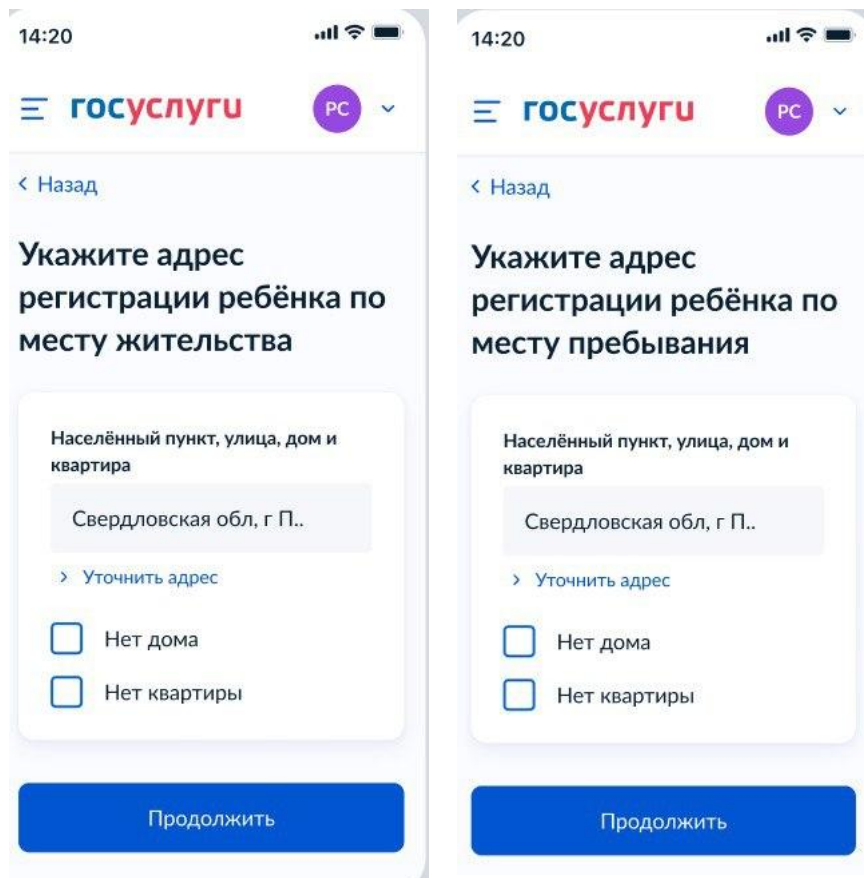 14:20
госуслуги
РС
Назад
Укажите адрес
регистрации ребёнка по
месту жительства
Населённый пункт, улица, дом и
квартира
Свердловская обл, г П..
Уточнить адрес
Нет дома
Нет квартиры
Продолжить
14:20
госуслуги
РС
Назад
Укажите адрес
регистрации ребёнка по
месту пребывания
Населённый пункт, улица, дом и
квартира
Свердловская обл, г П..
Уточнить адрес
Нет дома
Нет квартиры
Продолжить